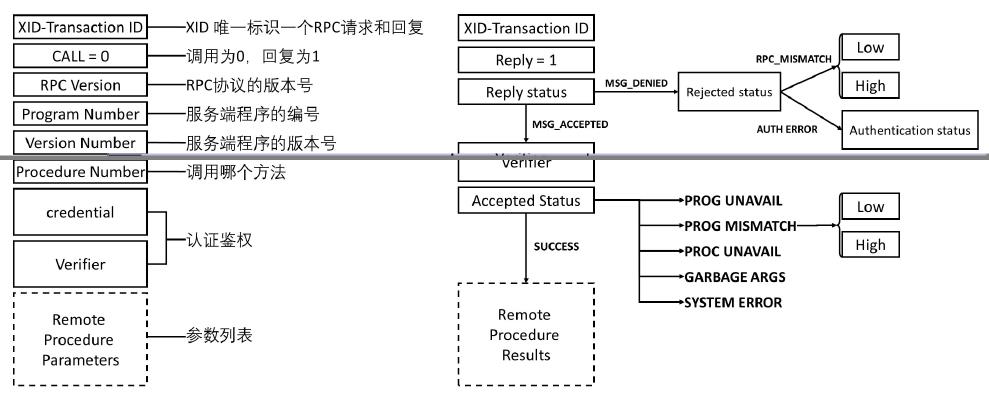 XID-Transaction ID
XID 唯一标识一个RPC请求和回复
CALL = 0
调用为0，回复为1
RPC Version
RPC协议的版本号
Program Number
服务端程序的编号
Version Number
服务端程序的版本号
Procedure Number
调用哪个方法
credential
Verifier
认证鉴权
Remote
Procedure
Parameters
参数列表
XID-Transaction ID
Reply = 1
Reply status
MSG_DENIED
Rejected status
RPC_MISMATCH
Low
High
AUTH ERROR
Authentication status
MSG_ACCEPTED
Verifier
Accepted Status
PROG UNAVAIL
PROG MISMATCH
Low
High
PROC UNAVAIL
GARBAGE ARGS
SYSTEM ERROR
SUCCESS
Remote
Procedure
Results